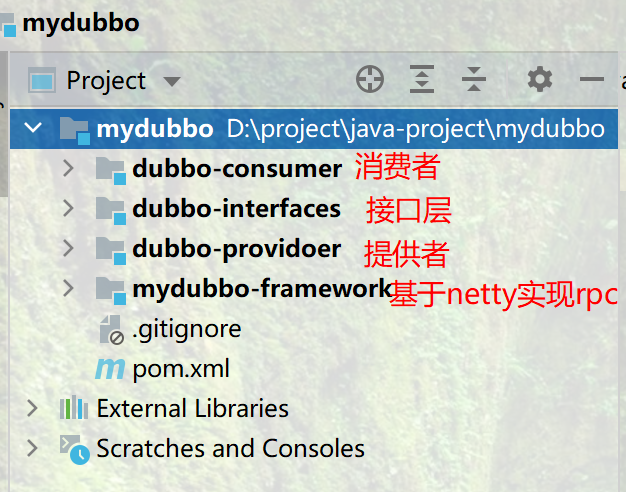 mydubbo
Project
mydubbo D:\project\java-project\mydubbo
dubbo-consumer 消费者
dubbo-interfaces 接口层
dubbo-providoer 提供者
mydubbo-framework 基于netty实现rpc
.gitignore
pom.xml
External Libraries
Scratches and Consoles